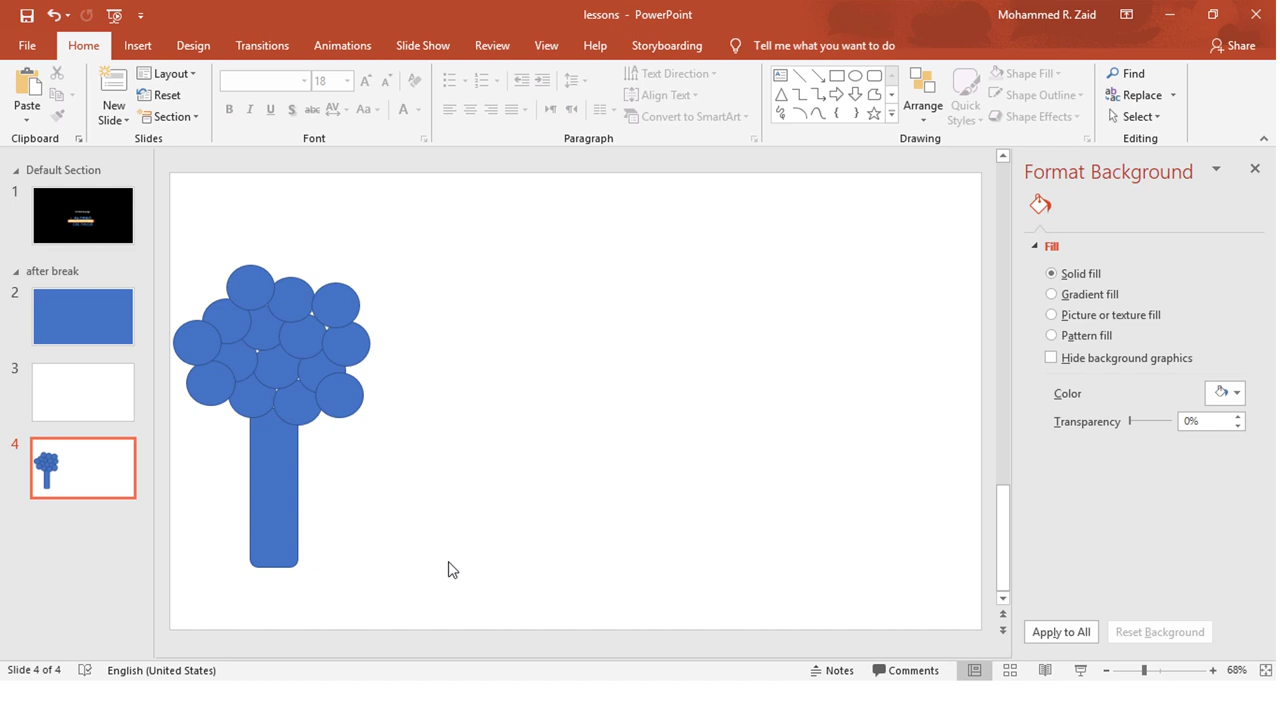 lessons - PowerPoint
Mohammed R. Zaid
File Home Insert Design Transitions Animations Slide Show Review View Help Storyboarding Tell me what you want to do Share
Paste
Clipboard
New Slide
Layout
Reset
Section
Slides
18
A A
B I U S abc AV Aa A
Font
Text Direction
Align Text
Convert to SmartArt
Paragraph
Arrange
Quick Styles
Shape Fill
Shape Outline
Shape Effects
Drawing
Find
Replace
Select
Editing
Default Section
1
after break
2
3
4
Format Background
Fill
Solid fill
Gradient fill
Picture or texture fill
Pattern fill
Hide background graphics
Color
Transparency 0%
Apply to All Reset Background
Slide 4 of 4 English (United States) Notes Comments 68%